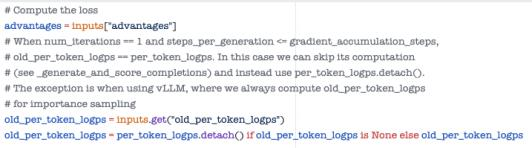 # Compute the loss
advantages = inputs["advantages"]
# When num_iterations == 1 and steps_per_generation <= gradient_accumulation_steps,
# old_per_token_logps == per_token_logps. In this case we can skip its computation
# (see _generate_and_score_completions) and instead use per_token_logps.detach().
# The exception is when using vLLM, where we always compute old_per_token_logps
# for importance sampling
old_per_token_logps = inputs.get("old_per_token_logps")
old_per_token_logps = per_token_logps.detach() if old_per_token_logps is None else old_per_token_logps